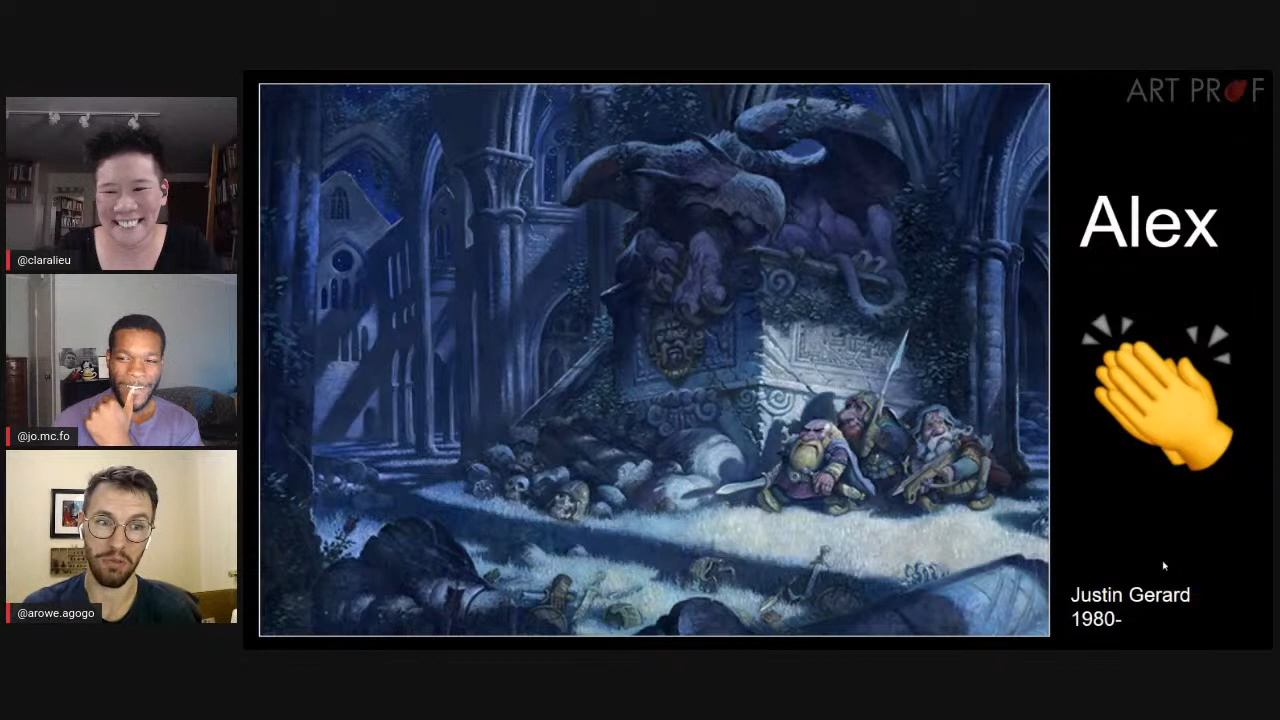 @claralieu
@jo.mc.fo
@arowe.agogo
ART PROF
Alex
Justin Gerard
1980-